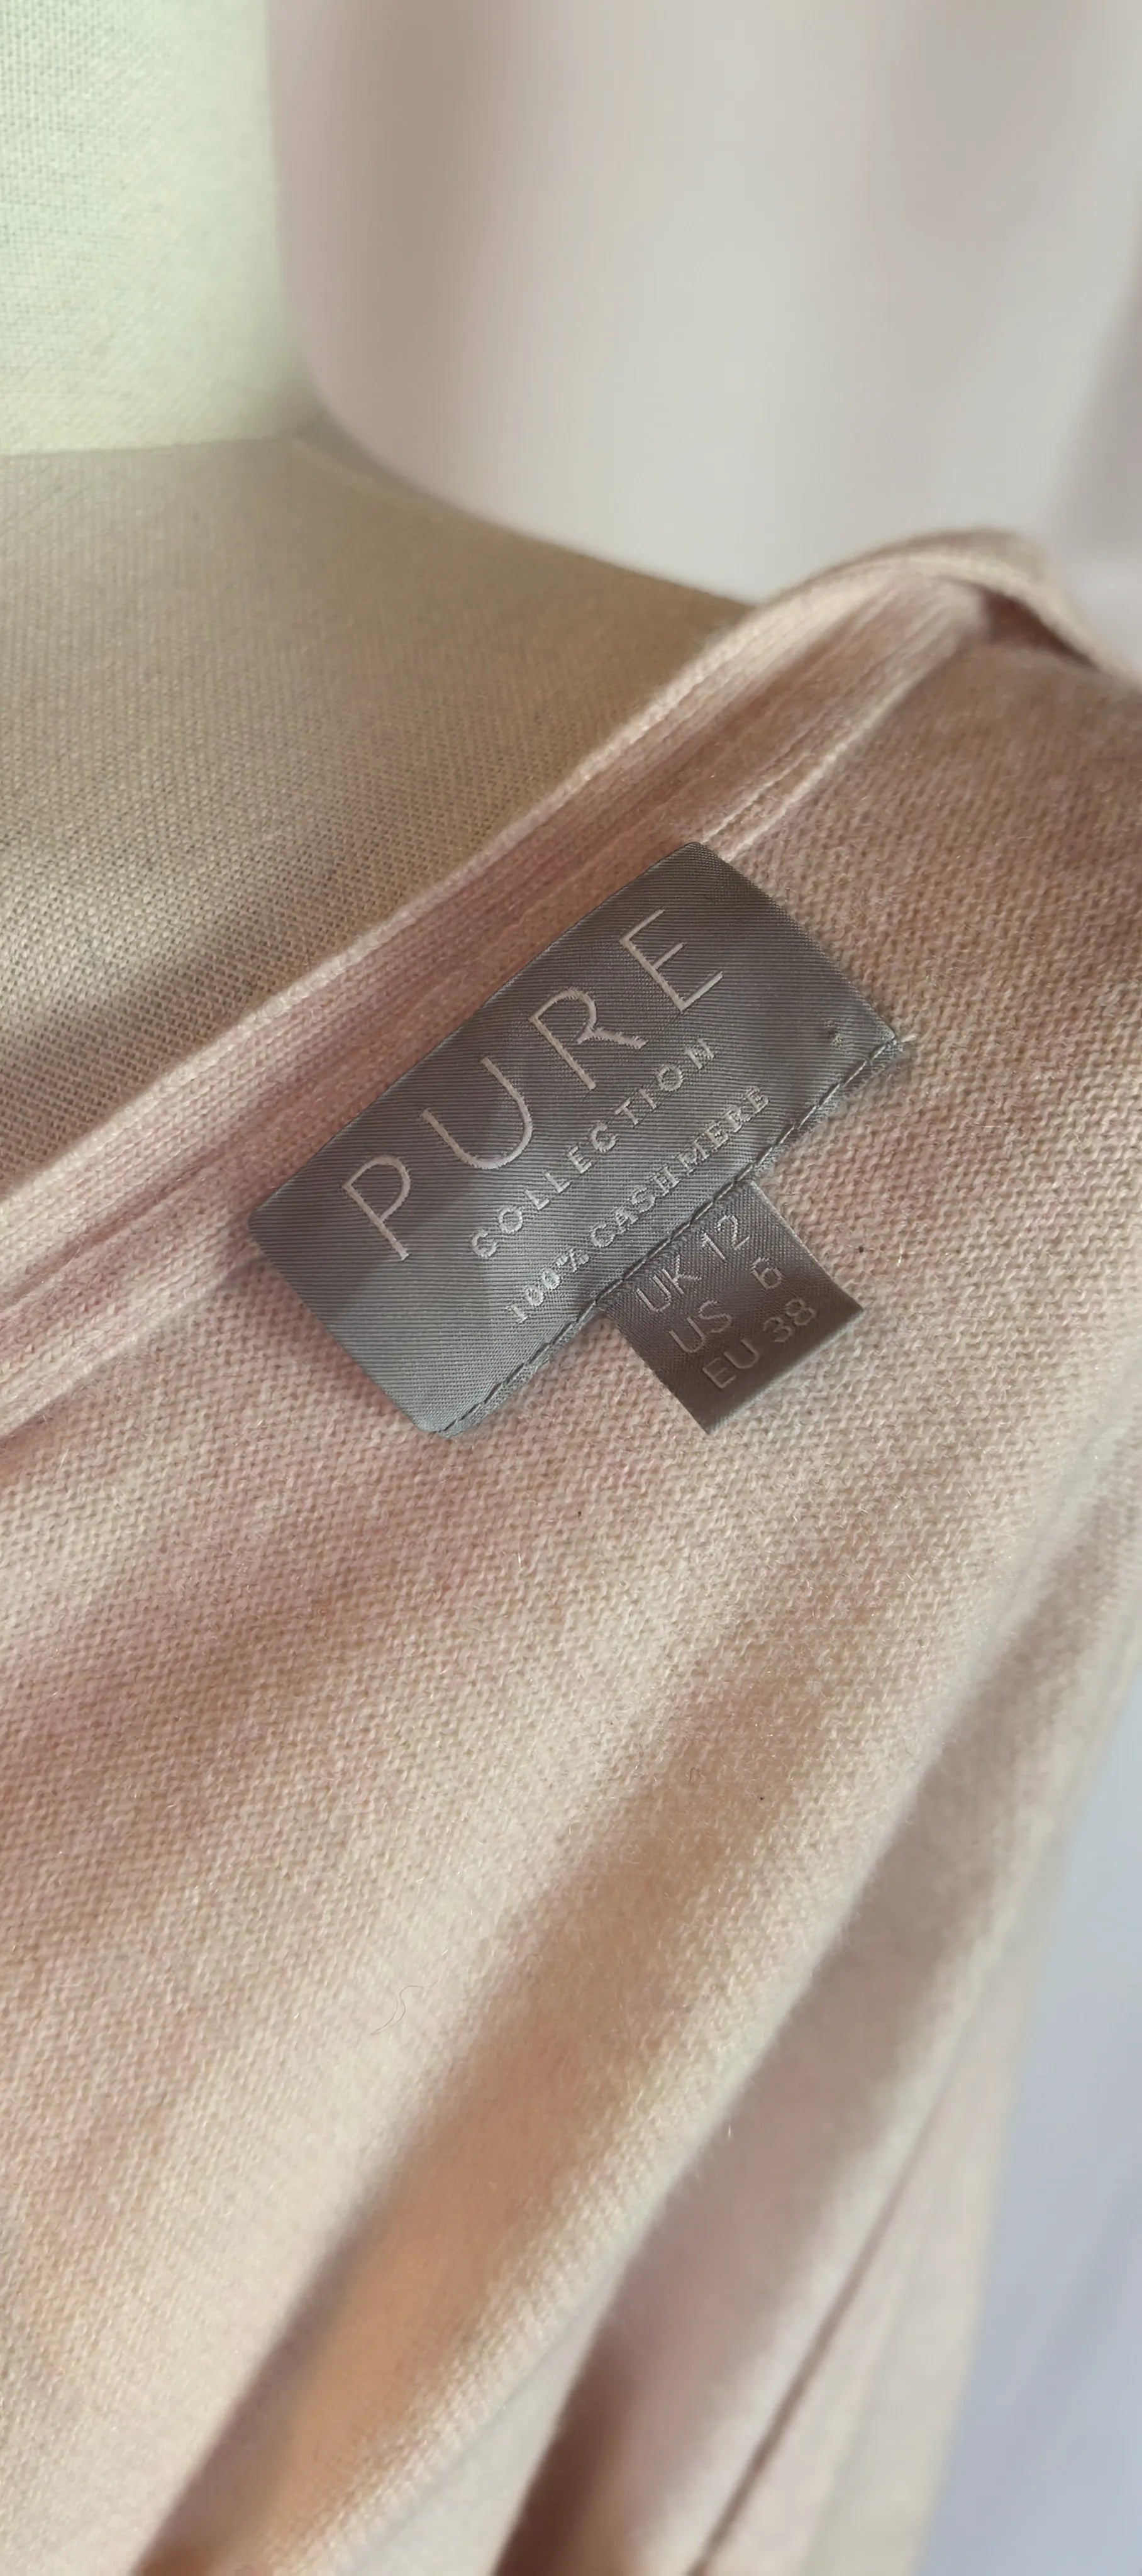 PURE
COLLECTION
100% CASHMERE
UK 12
US 6
EU 38